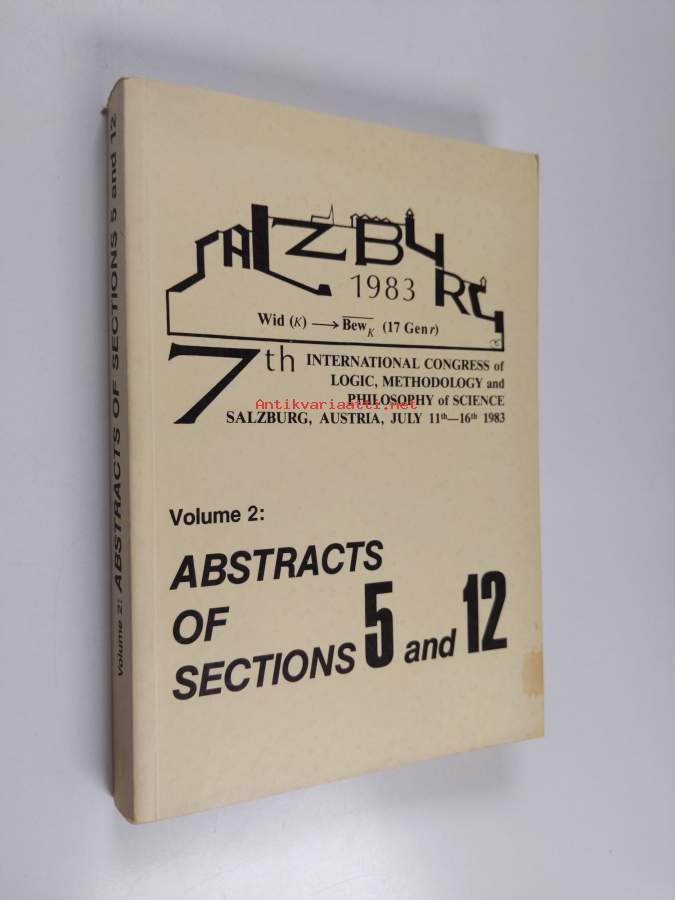 Volume 2: ABSTRACTS OF SECTIONS 5 and 12
SALZBURG
1983
Wid (κ) → B̅e̅w̅_κ (17 Gen r)
7th INTERNATIONAL CONGRESS of
LOGIC, METHODOLOGY and
PHILOSOPHY of SCIENCE
Antikvariaatti.net
SALZBURG, AUSTRIA, JULY 11th—16th 1983
Volume 2:
ABSTRACTS
OF
SECTIONS 5 and 12